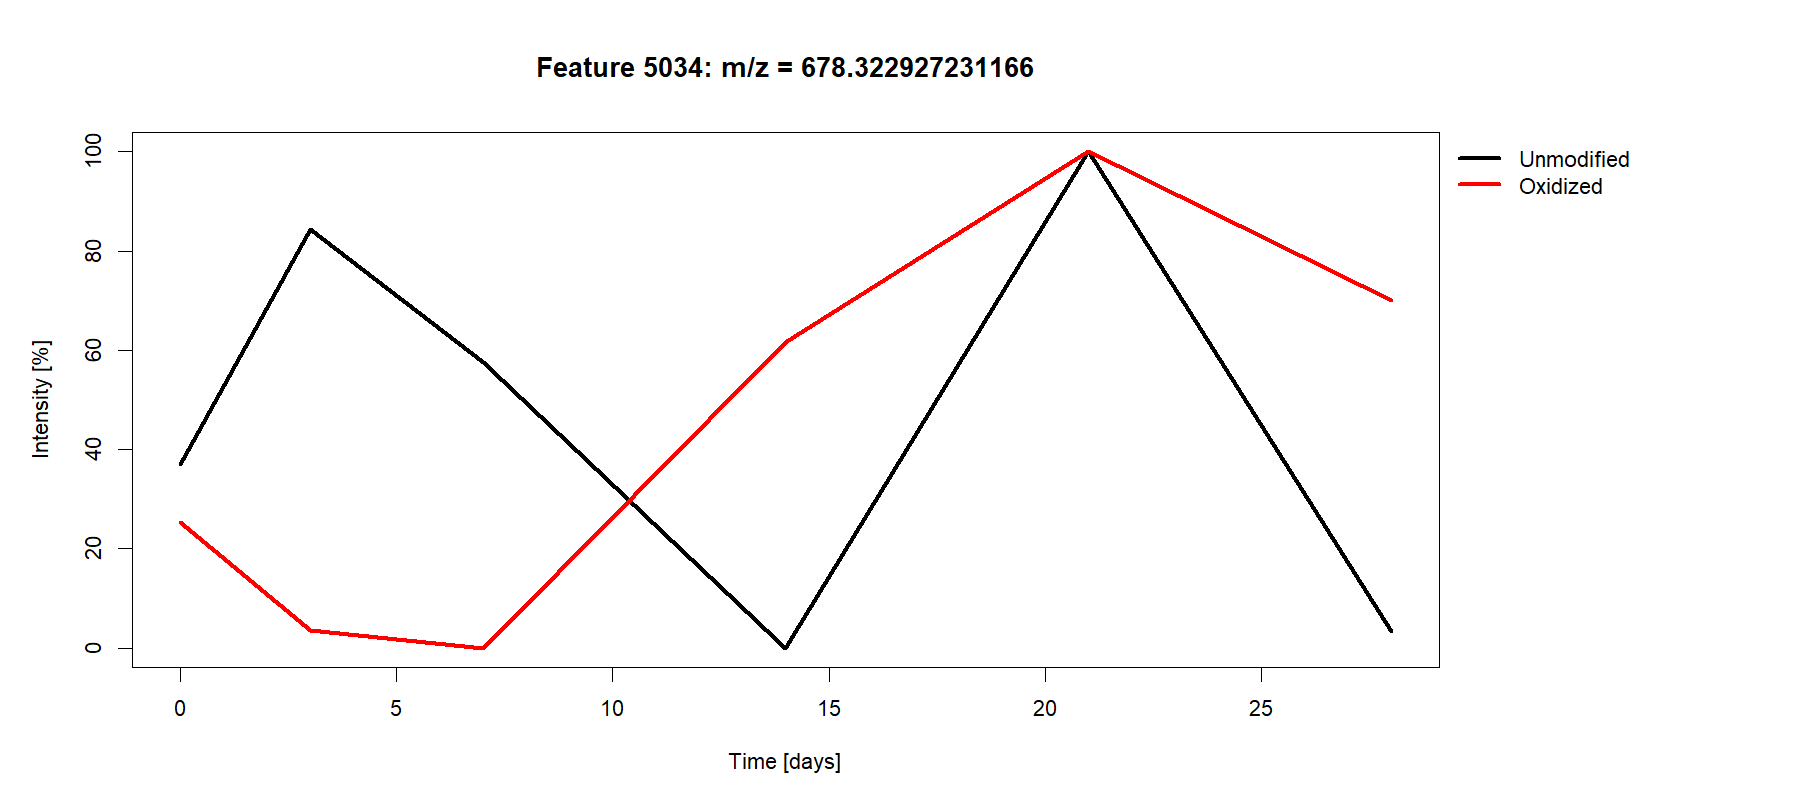 Feature 5034: m/z = 678.322927231166
Unmodified
Oxidized
Intensity [%]
100
80
60
40
20
0
0 5 10 15 20 25
Time [days]